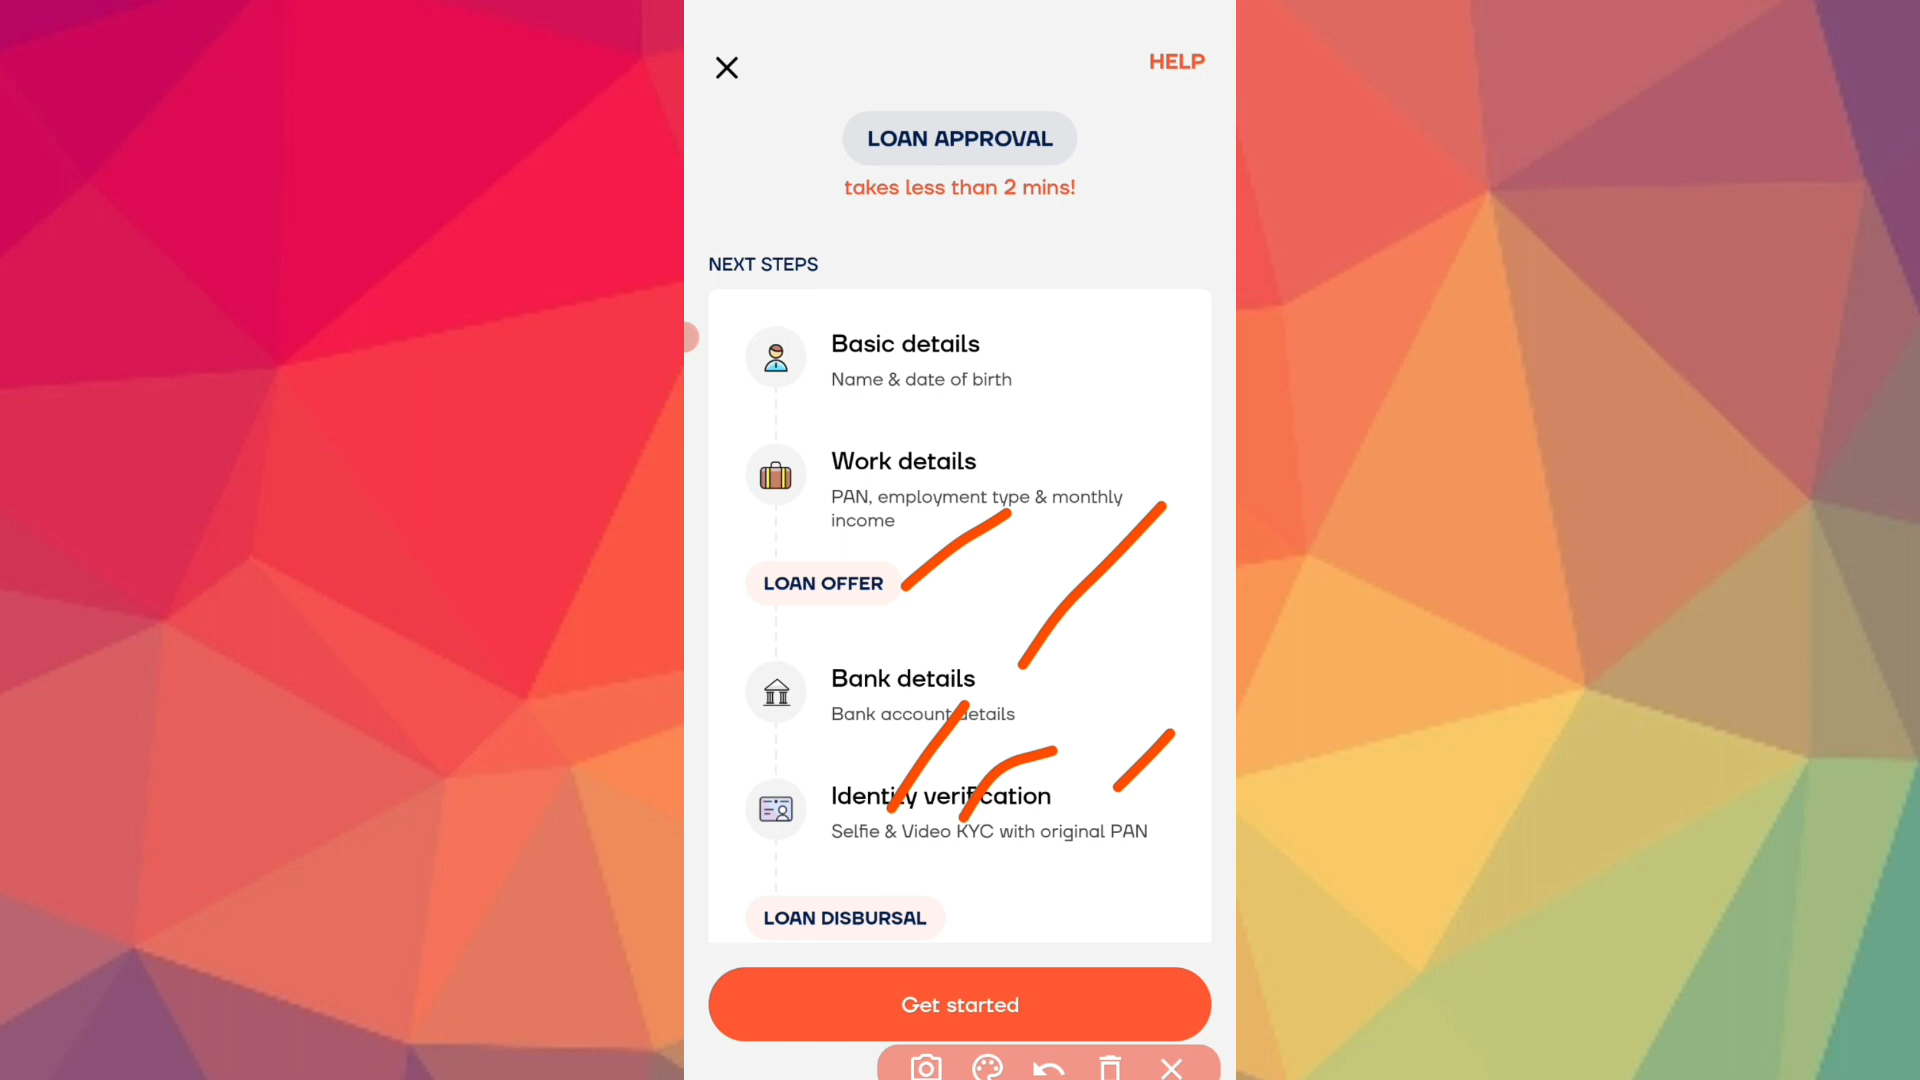 HELP
LOAN APPROVAL
takes less than 2 mins!
NEXT STEPS
Basic details
Name & date of birth
Work details
PAN, employment type & monthly
income
LOAN OFFER
Bank details
Bank account details
Identity verification
Selfie & Video KYC with original PAN
LOAN DISBURSAL
Get started